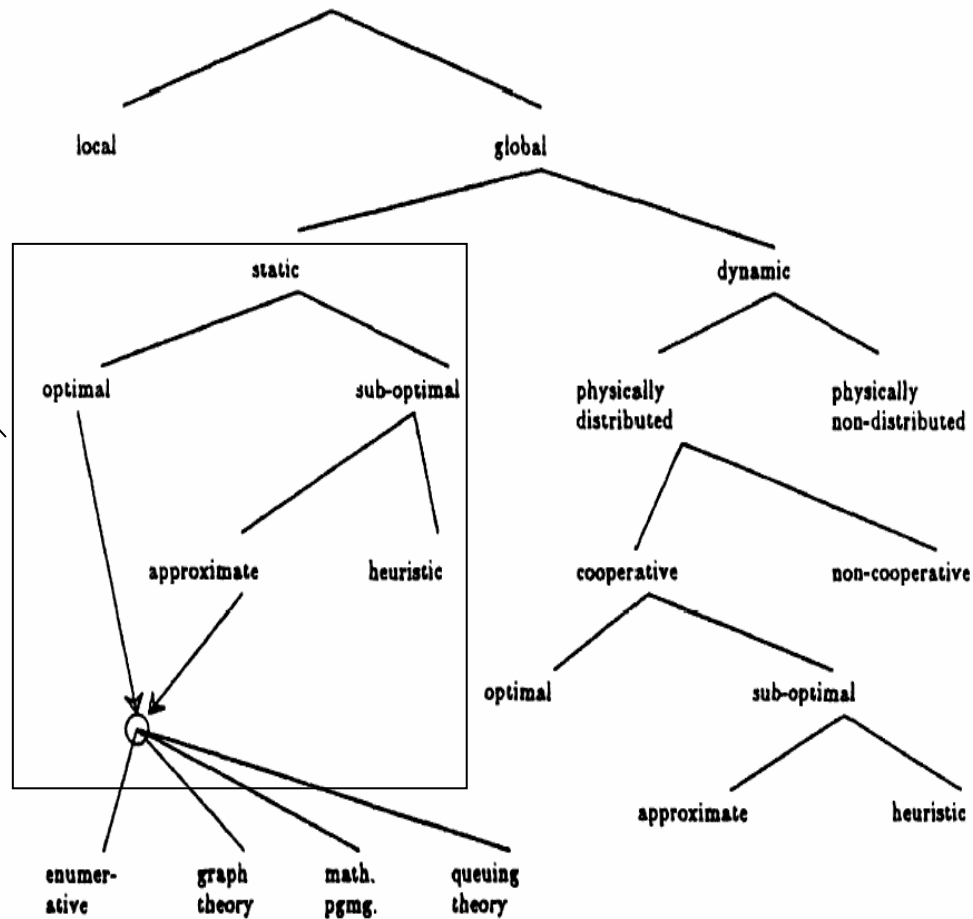 local
global
static
dynamic
optimal
sub-optimal
physically
distributed
physically
non-distributed
approximate
heuristic
cooperative
non-cooperative
optimal
sub-optimal
approximate
heuristic
enumer-
ative
graph
theory
math.
pgmg.
queuing
theory